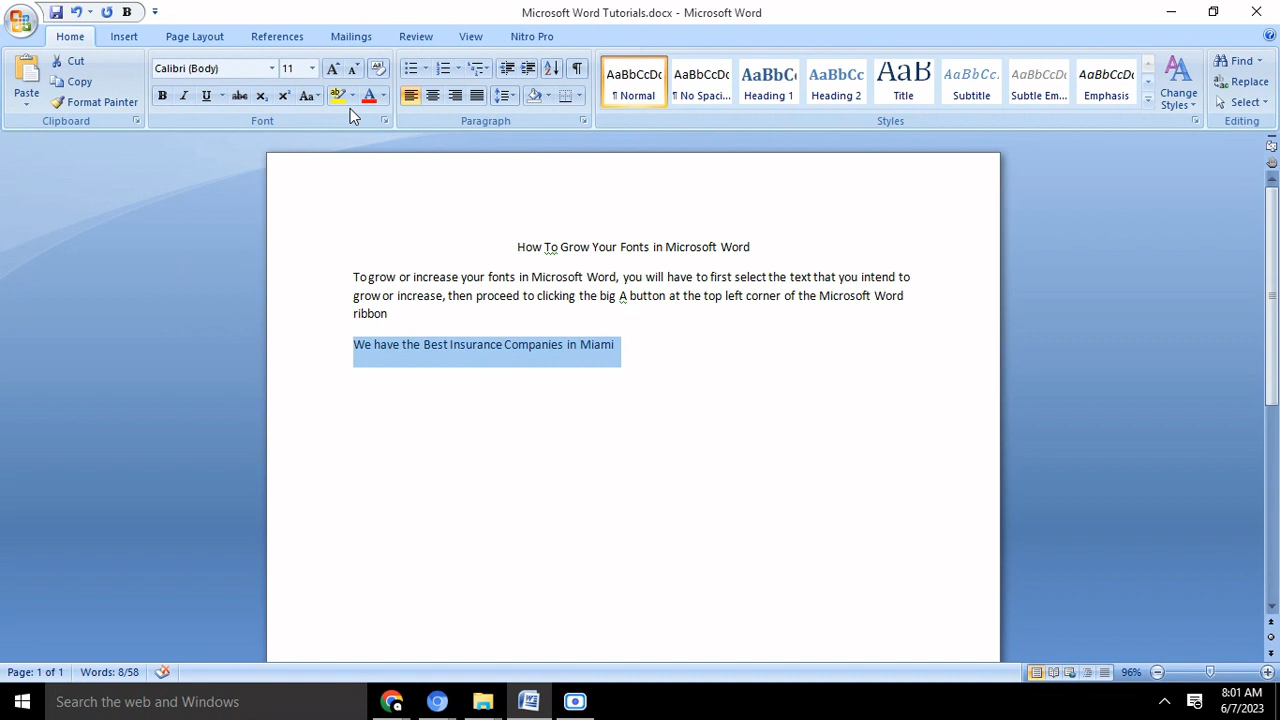 B Microsoft Word Tutorials.docx - Microsoft Word
Home Insert Page Layout References Mailings Review View Nitro Pro
Paste Cut Copy Format Painter
Clipboard
Calibri (Body) 11 A A
B I U abc x₂ x² Aa ab A
Font
Paragraph
AaBbCcDc AaBbCcDc AaBbC( AaBbCc AaB AaBbCc. AaBbCcDc AaBbCcDc
¶ Normal ¶ No Spaci... Heading 1 Heading 2 Title Subtitle Subtle Em... Emphasis
Change Styles
Styles
Find
Replace
Select
Editing
How To Grow Your Fonts in Microsoft Word
To grow or increase your fonts in Microsoft Word, you will have to first select the text that you intend to
grow or increase, then proceed to clicking the big A button at the top left corner of the Microsoft Word
ribbon
We have the Best Insurance Companies in Miami
Page: 1 of 1 Words: 8/58 96%
Search the web and Windows
8:01 AM
6/7/2023